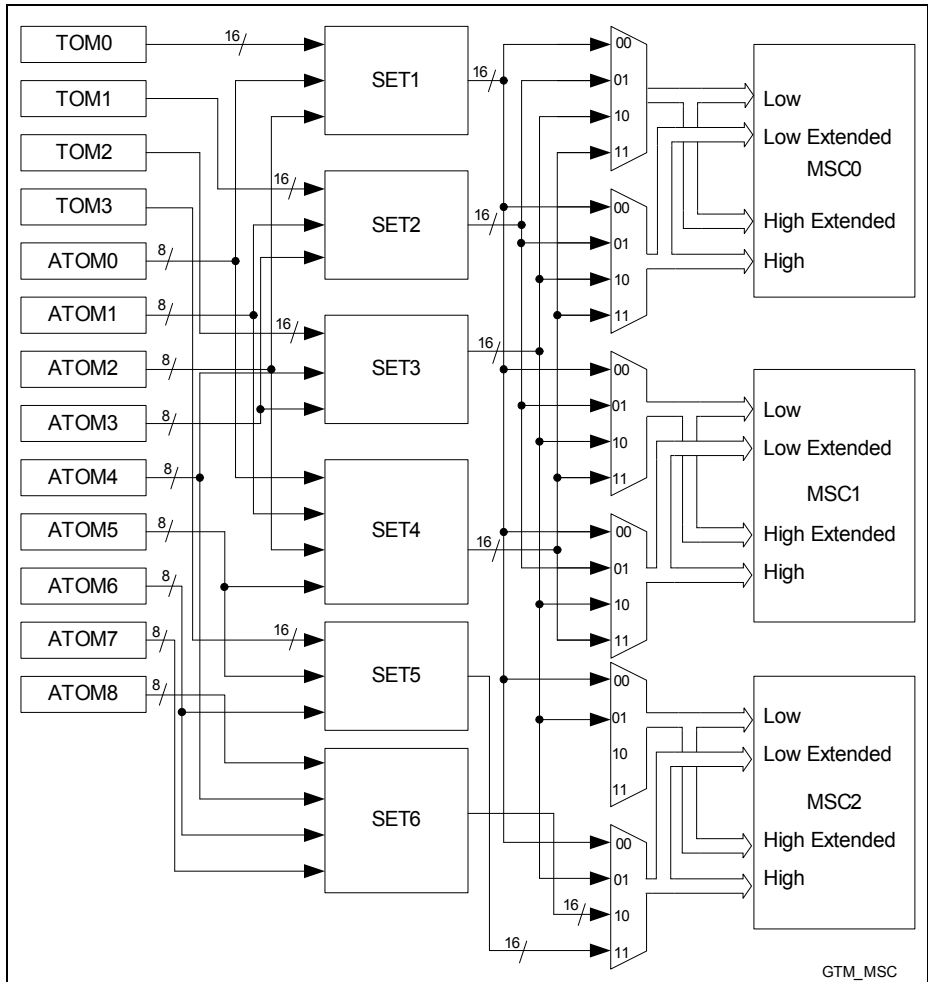 TOM0
TOM1
TOM2
TOM3
ATOM0
ATOM1
ATOM2
ATOM3
ATOM4
ATOM5
ATOM6
ATOM7
ATOM8
16
16
16
8
8
8
8
8
8
8
8
8
16
SET1
SET2
SET3
SET4
SET5
SET6
16
16
16
16
16
16
00
01
10
11
00
01
10
11
00
01
10
11
00
01
10
11
00
01
10
11
00
01
10
11
Low
Low Extended
MSC0
High Extended
High
Low
Low Extended
MSC1
High Extended
High
Low
Low Extended
MSC2
High Extended
High
GTM_MSC